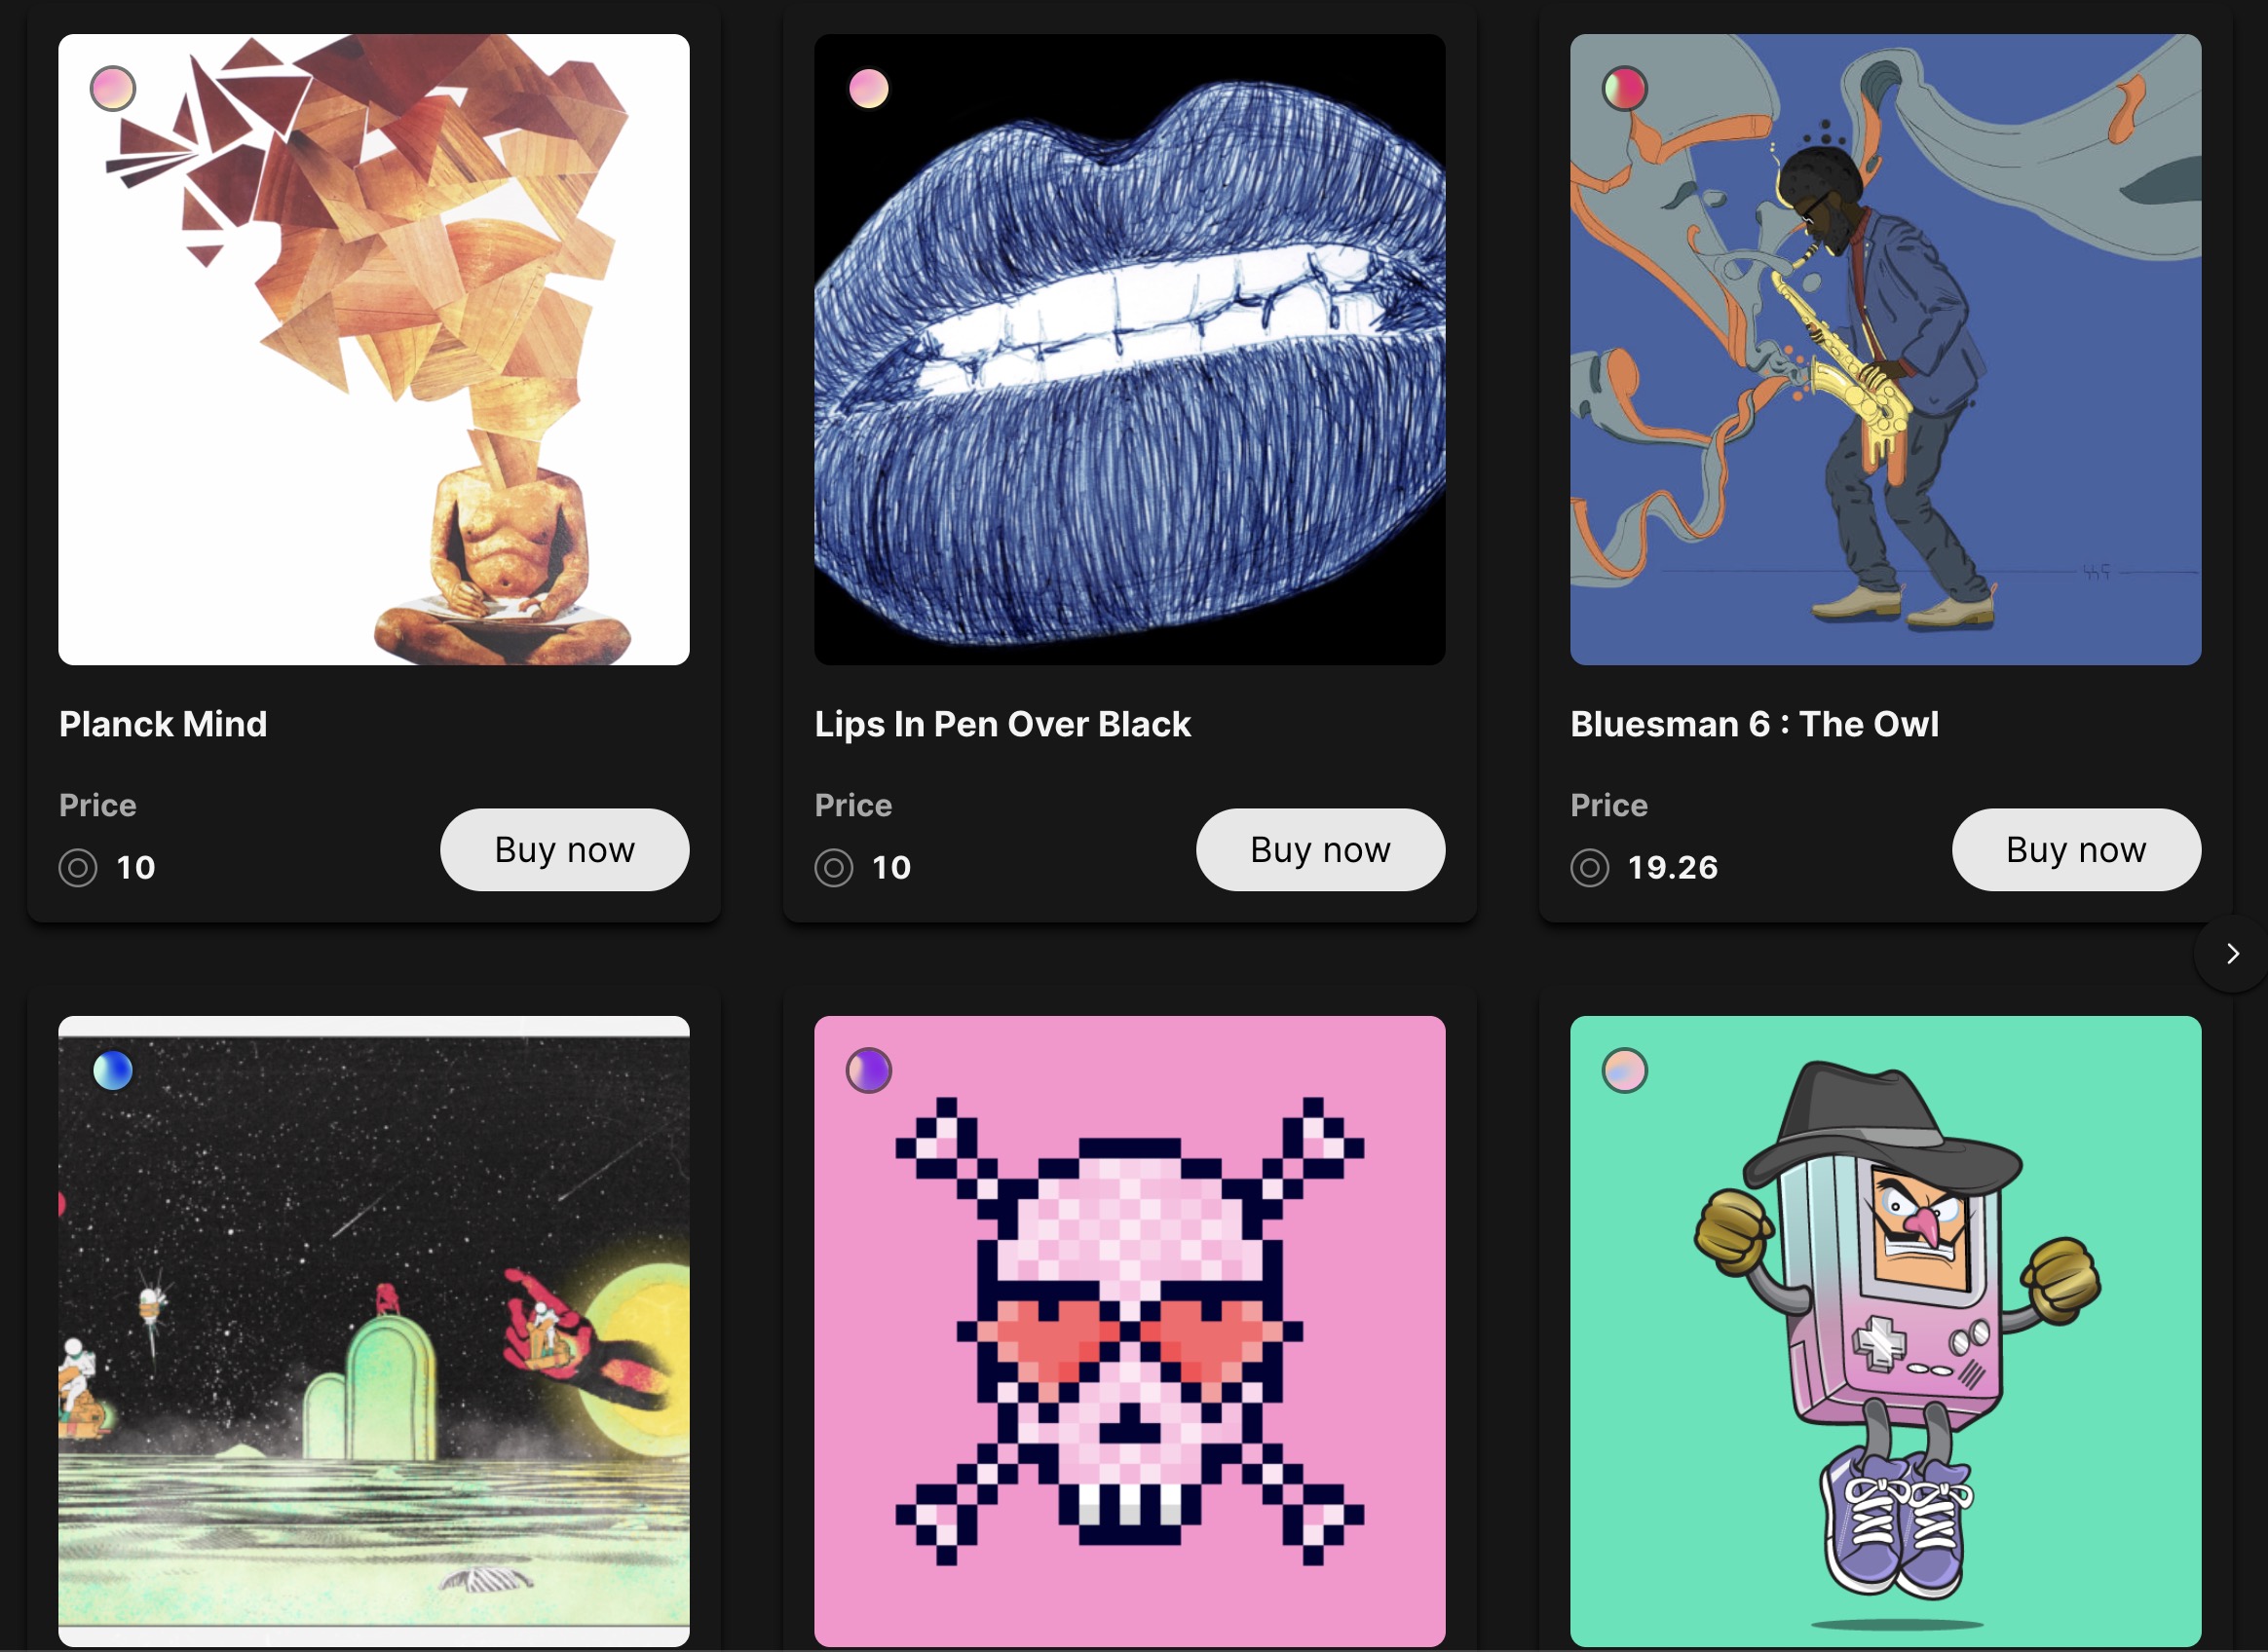 Planck Mind
Lips In Pen Over Black
Bluesman 6 : The Owl
Price
10
Buy now
Price
10
Buy now
Price
19.26
Buy now